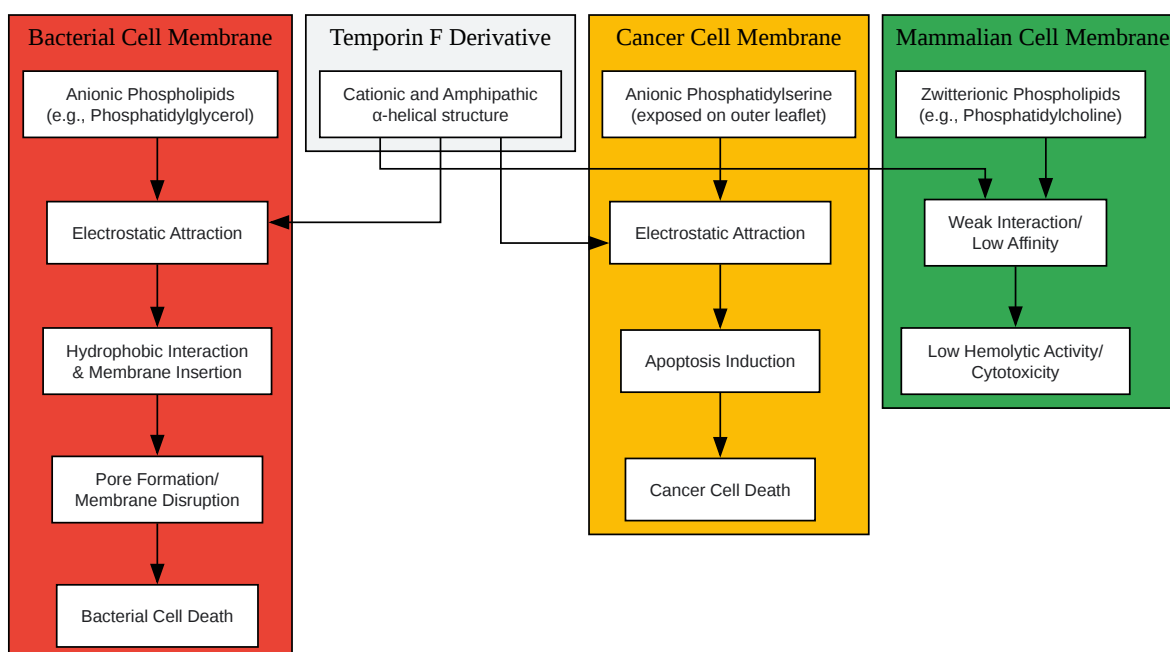 Bacterial Cell Membrane
Anionic Phospholipids
(e.g., Phosphatidylglycerol)
Electrostatic Attraction
Hydrophobic Interaction
& Membrane Insertion
Pore Formation/
Membrane Disruption
Bacterial Cell Death
Temporin F Derivative
Cationic and Amphipathic
α-helical structure
Cancer Cell Membrane
Anionic Phosphatidylserine
(exposed on outer leaflet)
Electrostatic Attraction
Apoptosis Induction
Cancer Cell Death
Mammalian Cell Membrane
Zwitterionic Phospholipids
(e.g., Phosphatidylcholine)
Weak Interaction/
Low Affinity
Low Hemolytic Activity/
Cytotoxicity